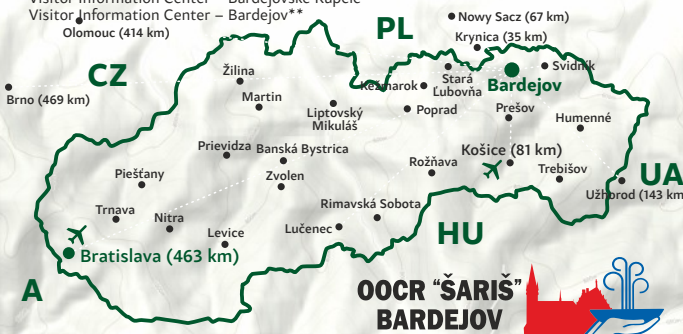 Visitor Information Center – Bardejovské Kúpele
Visitor Information Center – Bardejov**
Olomouc (414 km)
PL
Nowy Sacz (67 km)
Krynica (35 km)
CZ
Žilina
Kežmarok
Stará
Ľubovňa
Svidník
Bardejov
Brno (469 km)
Martin
Liptovský
Mikuláš
Poprad
Prešov
Humenné
Prievidza
Banská Bystrica
Košice (81 km)
Piešťany
Zvolen
Rožňava
Trebišov
UA
Užhorod (143 km)
Trnava
Nitra
Rimavská Sobota
Levice
Lučenec
HU
Bratislava (463 km)
A
OOCR “ŠARIŠ”
BARDEJOV